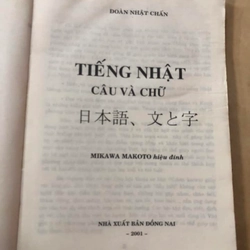 ĐOÀN NHẬT CHẤN
TIẾNG NHẬT
CÂU VÀ CHỮ
日本語、文と字
MIKAWA MAKOTO hiệu đính
NHÀ XUẤT BẢN ĐỒNG NAI
– 2001 –